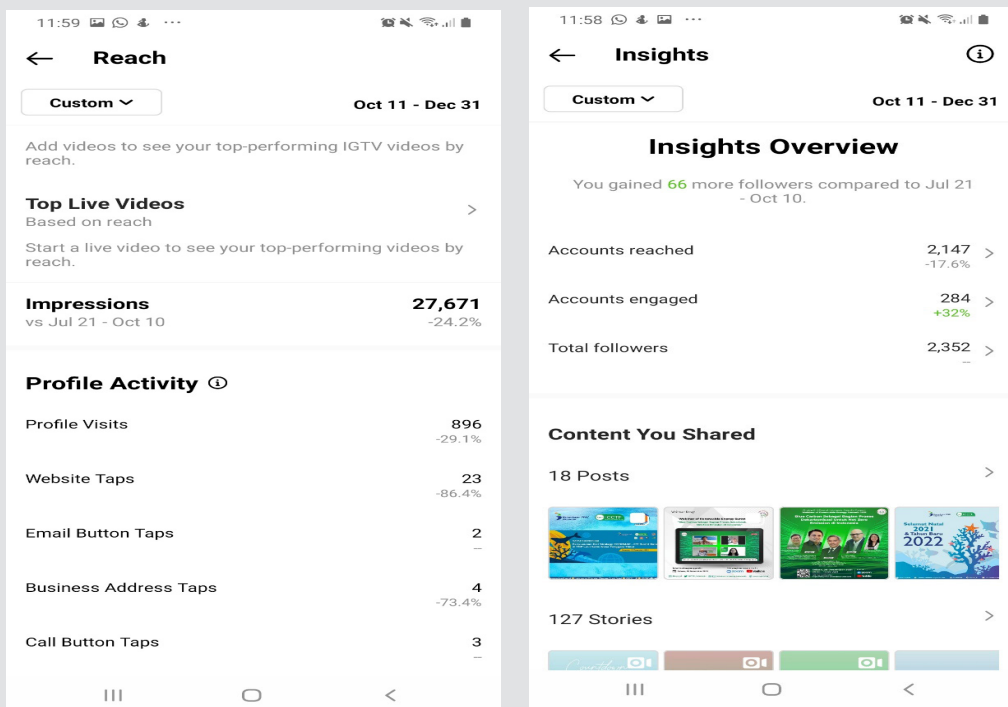 11:59
Reach
Custom
Oct 11 - Dec 31
Add videos to see your top-performing IGTV videos by
reach.
Top Live Videos
Based on reach
Start a live video to see your top-performing videos by
reach.
Impressions 27,671
vs Jul 21 - Oct 10 -24.2%
Profile Activity
Profile Visits 896
-29.1%
Website Taps 23
-86.4%
Email Button Taps 2
--
Business Address Taps 4
-73.4%
Call Button Taps 3
--
11:58
Insights
Custom
Oct 11 - Dec 31
Insights Overview
You gained 66 more followers compared to Jul 21
- Oct 10.
Accounts reached 2,147
-17.6%
Accounts engaged 284
+32%
Total followers 2,352
--
Content You Shared
18 Posts
Selamat Natal
2021
& Tahun Baru
2022
127 Stories